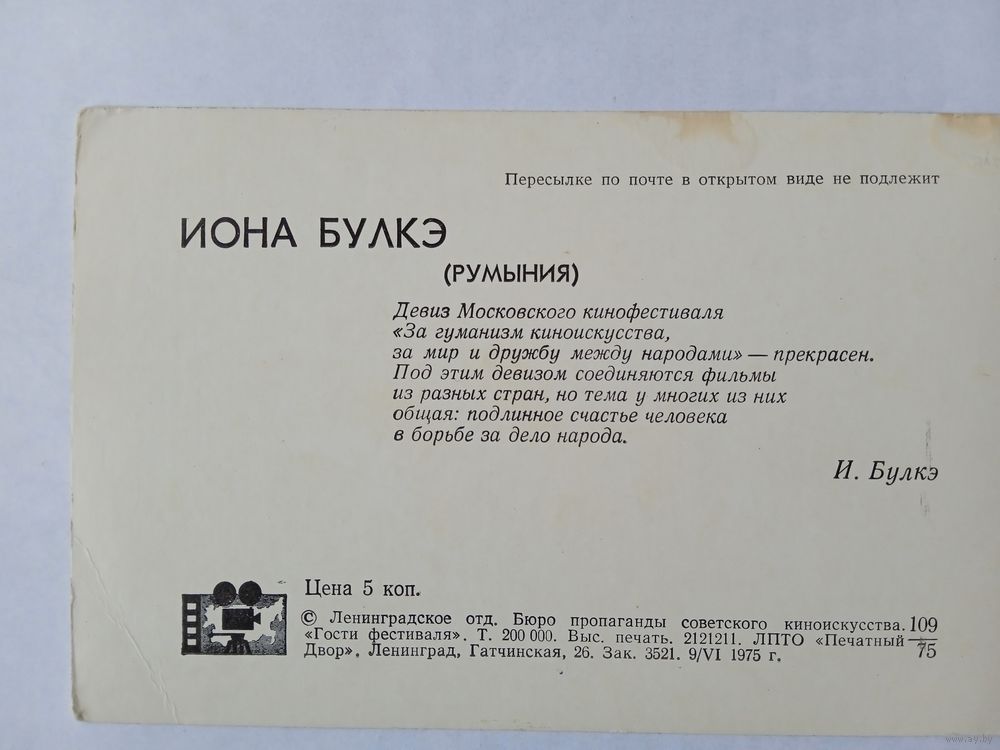 Пересылке по почте в открытом виде не подлежит
ИОНА БУЛКЭ
(РУМЫНИЯ)
Девиз Московского кинофестиваля
«За гуманизм киноискусства,
за мир и дружбу между народами» — прекрасен.
Под этим девизом соединяются фильмы
из разных стран, но тема у многих из них
общая: подлинное счастье человека
в борьбе за дело народа.
И. Булкэ
Цена 5 коп.
© Ленинградское отд. Бюро пропаганды советского киноискусства. 109
«Гости фестиваля». Т. 200 000. Выс. печать. 2121211. ЛПТО «Печатный
Двор», Ленинград, Гатчинская, 26. Зак. 3521. 9/VI 1975 г. 75
www.ay.by